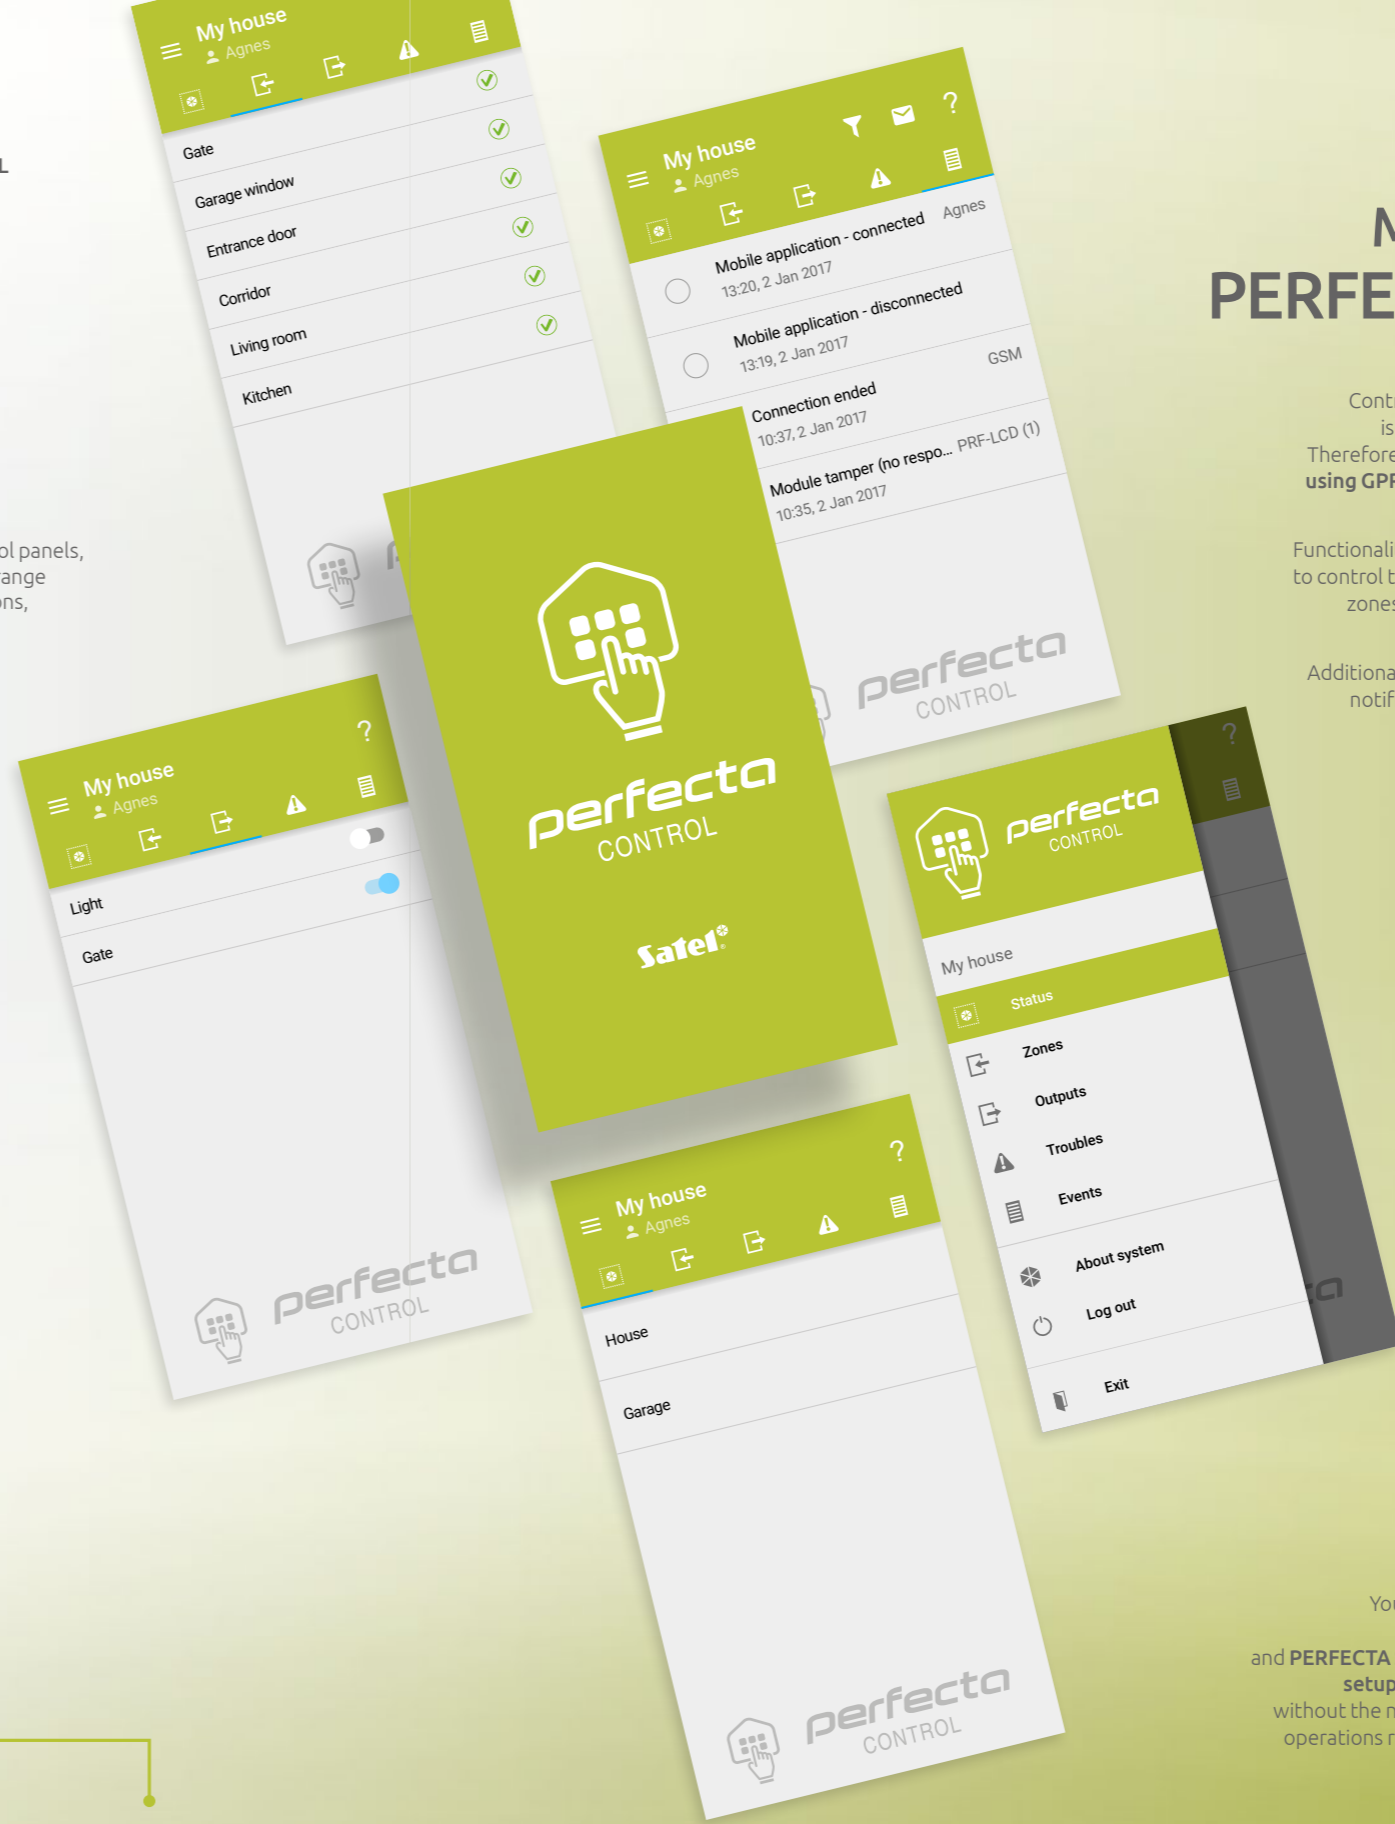 My house
Agnes
Gate
Garage window
Entrance door
Corridor
Living room
Kitchen
My house
Agnes
?
Mobile application - connected Agnes
13:20, 2 Jan 2017
Mobile application - disconnected
13:19, 2 Jan 2017
Connection ended GSM
10:37, 2 Jan 2017
Module tamper (no respo... PRF-LCD (1)
10:35, 2 Jan 2017
perfecta
CONTROL
perfecta
CONTROL
Satel
My house
Agnes
?
Light
Gate
perfecta
CONTROL
perfecta
CONTROL
?
My house
Status
Zones
Outputs
Troubles
Events
About system
Log out
Exit
My house
Agnes
?
House
Garage
perfecta
CONTROL
L
ol panels,
ange
ons,
M
PERFE
Cont
is
Therefore
using GPR
Functionali
to control t
zones
Additiona
notif
You
and PERFECTA
setup
without the n
operations r